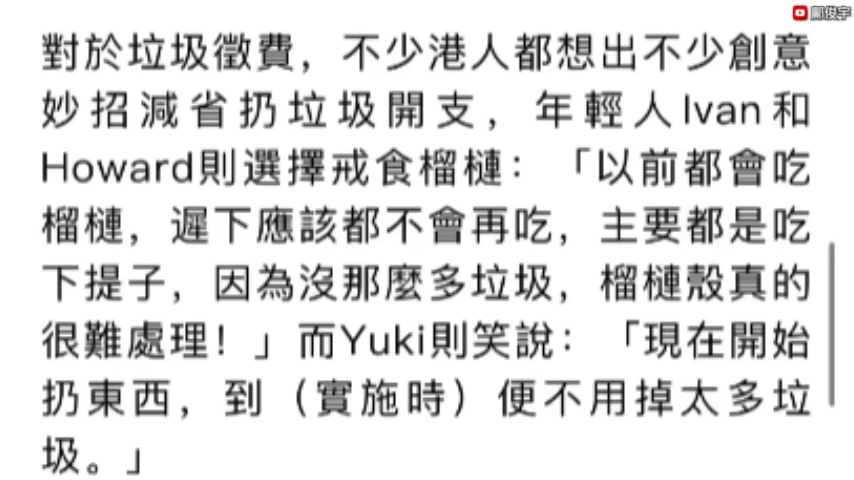 鄺俊宇
對於垃圾徵費，不少港人都想出不少創意
妙招減省扔垃圾開支，年輕人Ivan和
Howard則選擇戒食榴槤：「以前都會吃
榴槤，遲下應該都不會再吃，主要都是吃
下提子，因為沒那麼多垃圾，榴槤殼真的
很難處理！」而Yuki則笑說：「現在開始
扔東西，到（實施時）便不用掉太多垃
圾。」